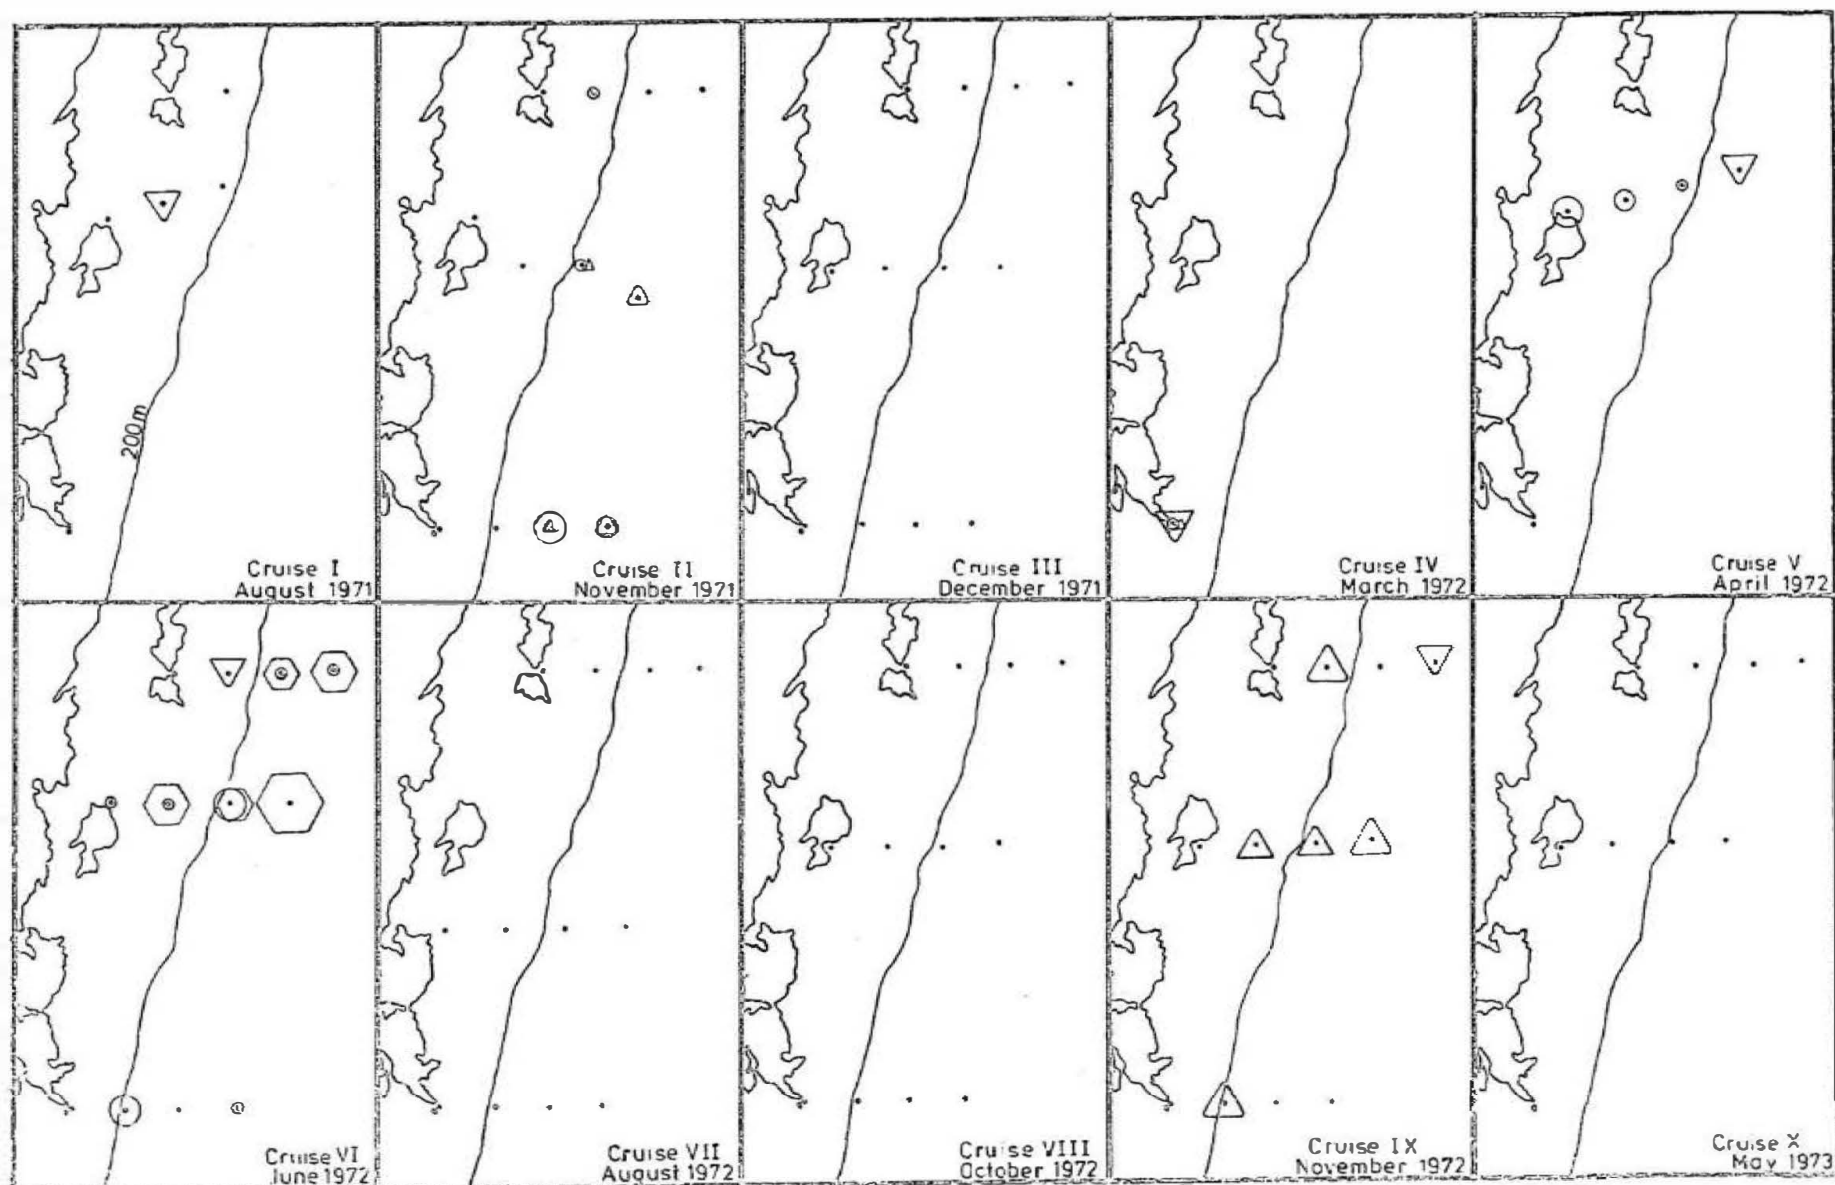 200m
Cruise I
August 1971
Cruise II
November 1971
Cruise III
December 1971
Cruise IV
March 1972
Cruise V
April 1972
Cruise VI
June 1972
Cruise VII
August 1972
Cruise VIII
October 1972
Cruise IX
November 1972
Cruise X
May 1973